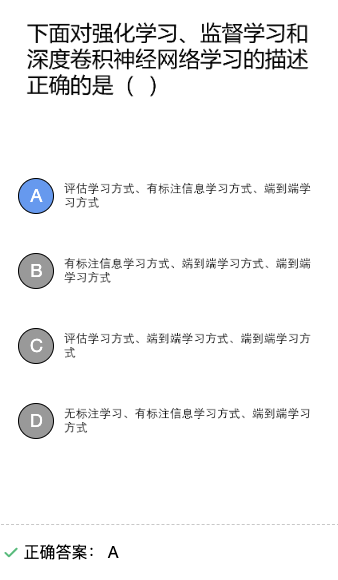 下面对强化学习、监督学习和
深度卷积神经网络学习的描述
正确的是（ ）
A
评估学习方式、有标注信息学习方式、端到端学
习方式
B
有标注信息学习方式、端到端学习方式、端到端
学习方式
C
评估学习方式、端到端学习方式、端到端学习方
式
D
无标注学习、有标注信息学习方式、端到端学习
方式
正确答案： A